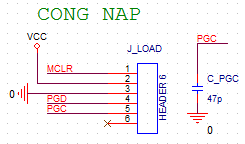 CONG NAP
VCC
J_LOAD
MCLR
1
2
0
3
PGD
4
PGC
5
6
HEADER 6
PGC
C_PGC
47p
0